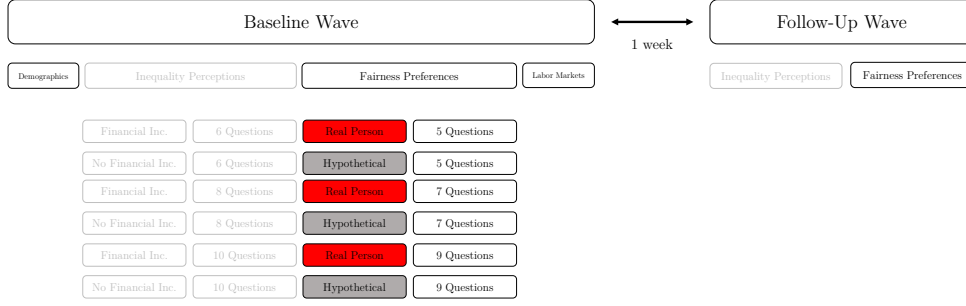 Baseline Wave
Follow-Up Wave
1 week
Demographics
Inequality Perceptions
Fairness Preferences
Labor Markets
Inequality Perceptions
Fairness Preferences
Financial Inc.
6 Questions
Real Person
5 Questions
No Financial Inc.
6 Questions
Hypothetical
5 Questions
Financial Inc.
8 Questions
Real Person
7 Questions
No Financial Inc.
8 Questions
Hypothetical
7 Questions
Financial Inc.
10 Questions
Real Person
9 Questions
No Financial Inc.
10 Questions
Hypothetical
9 Questions